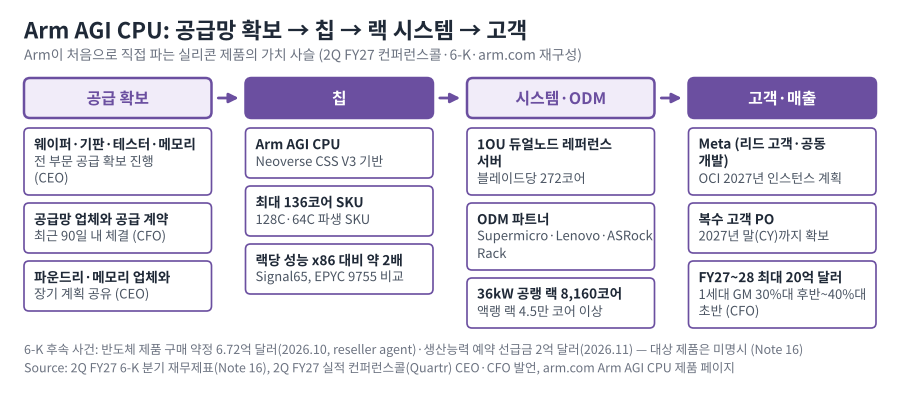 Arm AGI CPU: 공급망 확보 → 칩 → 랙 시스템 → 고객
Arm이 처음으로 직접 파는 실리콘 제품의 가치 사슬 (2Q FY27 컨퍼런스콜·6-K·arm.com 재구성)
공급 확보
웨이퍼·기판·테스터·메모리
전 부문 공급 확보 진행
(CEO)
공급망 업체와 공급 계약
최근 90일 내 체결 (CFO)
파운드리·메모리 업체와
장기 계획 공유 (CEO)
칩
Arm AGI CPU
Neoverse CSS V3 기반
최대 136코어 SKU
128C·64C 파생 SKU
랙당 성능 x86 대비 약 2배
Signal65, EPYC 9755 비교
시스템·ODM
1OU 듀얼노드 레퍼런스
서버
블레이드당 272코어
ODM 파트너
Supermicro·Lenovo·ASRock
Rack
36kW 공랭 랙 8,160코어
액랭 랙 4.5만 코어 이상
고객·매출
Meta (리드 고객·공동
개발)
OCI 2027년 인스턴스 계획
복수 고객 PO
2027년 말(CY)까지 확보
FY27~28 최대 20억 달러
1세대 GM 30%대 후반~40%대
초반 (CFO)
6-K 후속 사건: 반도체 제품 구매 약정 6.72억 달러(2026.10, reseller agent)·생산능력 예약 선급금 2억 달러(2026.11) — 대상 제품은 미명시 (Note 16)
Source: 2Q FY27 6-K 분기 재무제표(Note 16), 2Q FY27 실적 컨퍼런스콜(Quartr) CEO·CFO 발언, arm.com Arm AGI CPU 제품 페이지